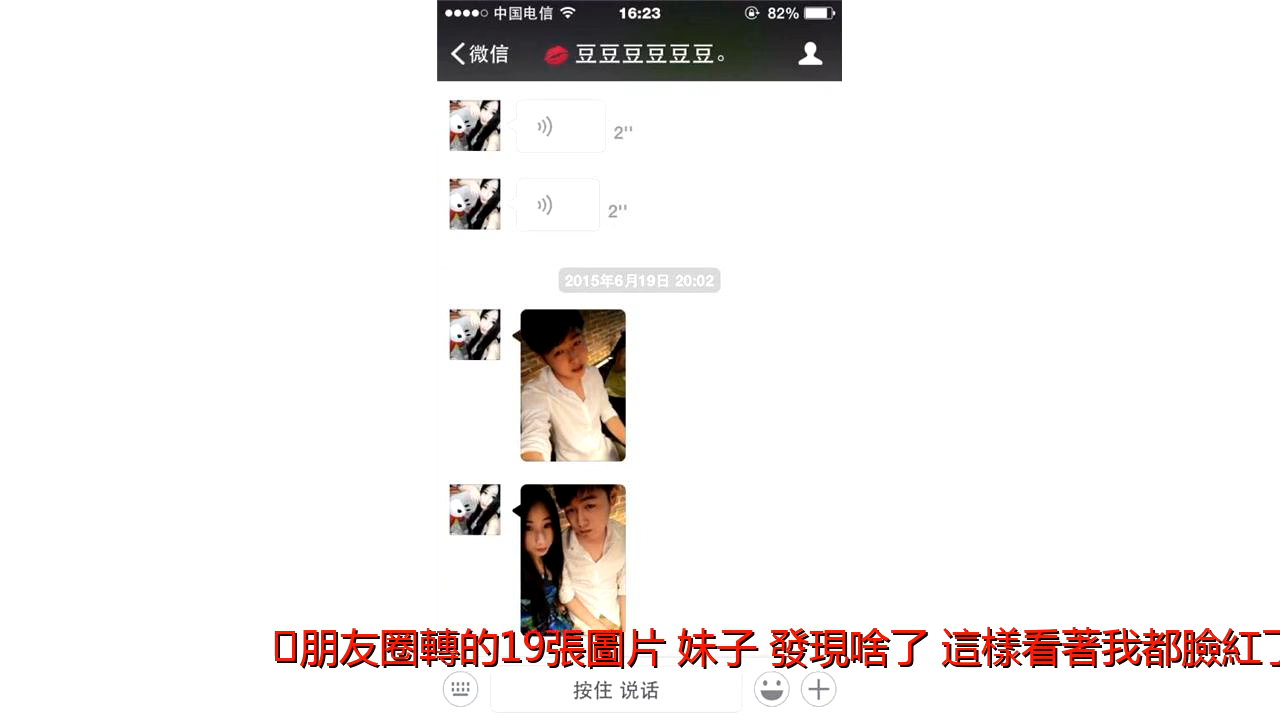 中国电信 16:23 82%
微信 豆豆豆豆豆豆。
2''
2''
2015年6月19日 20:02
朋友圈轉的19張圖片 妹子 發現啥了 這樣看著我都臉紅了
按住 说话